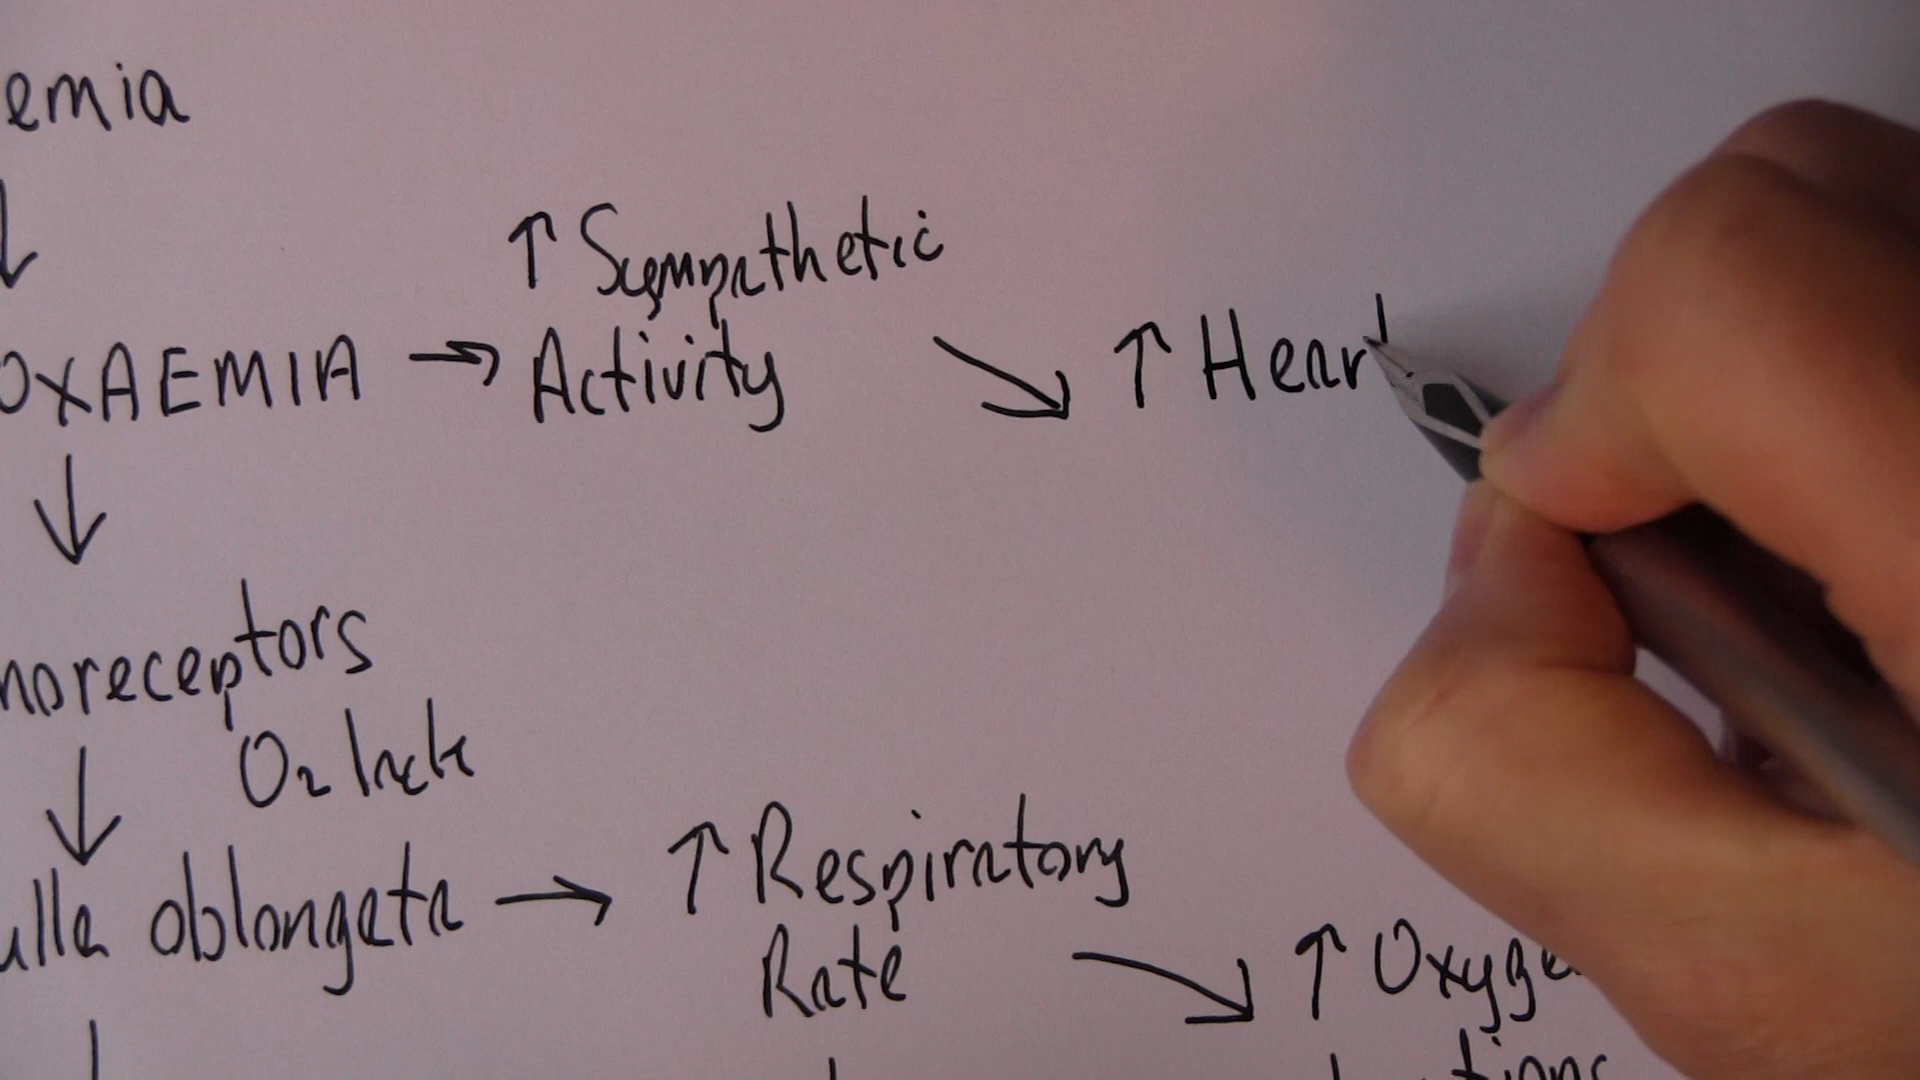 emia
↑ Sympathetic
OXAEMIA → Activity
↑ Heart
noreceptors
O2 lack
ulla oblongata → ↑ Respiratory
Rate
↑ Oxyge